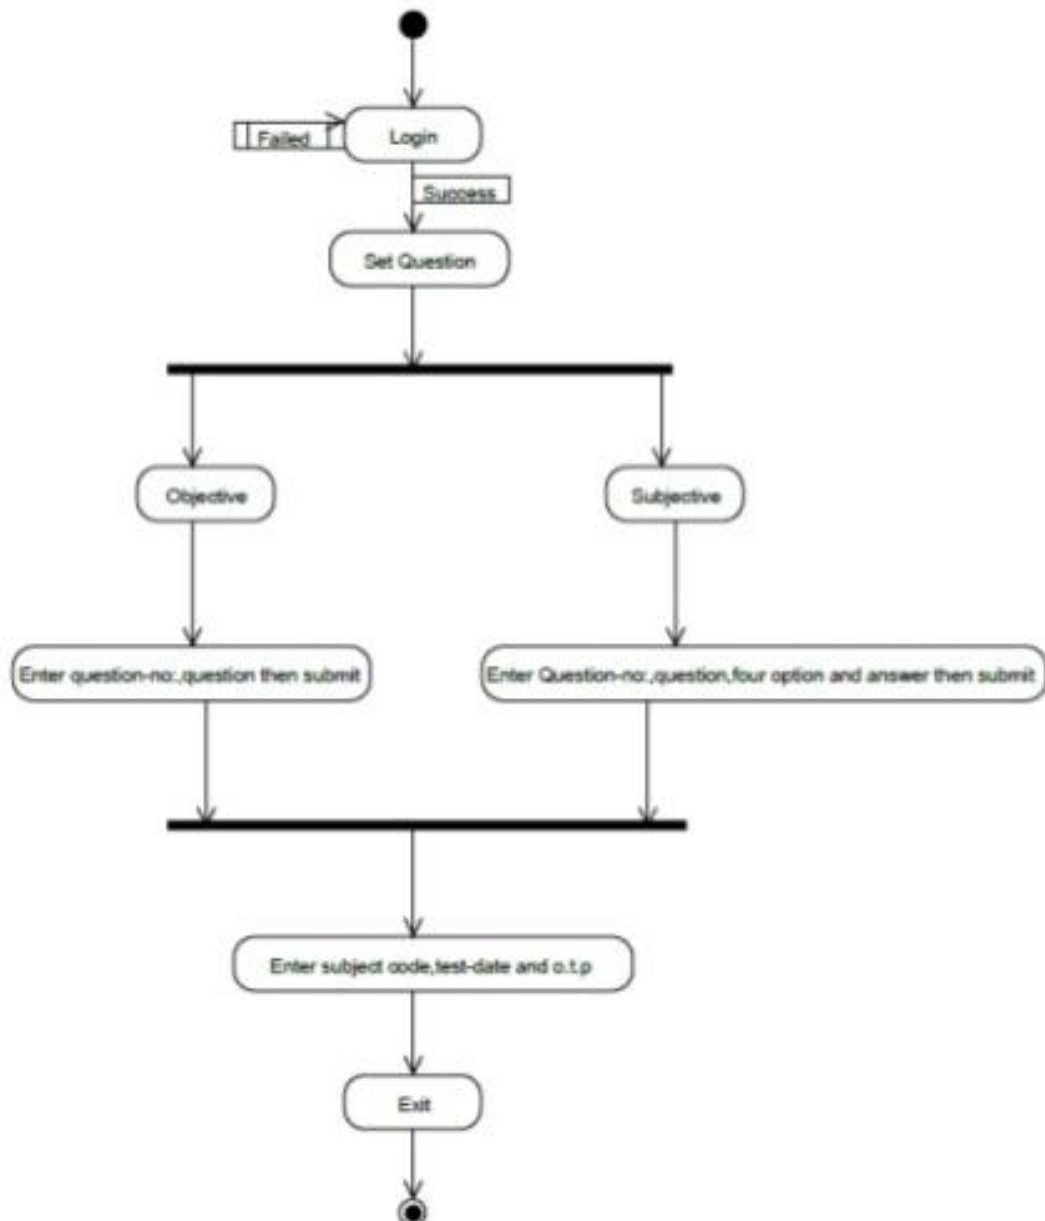 Login
Failed
Success
Set Question
Objective
Subjective
Enter question-no:,question then submit
Enter Question-no:,question,four option and answer then submit
Enter subject code,test-date and o.t.p
Exit